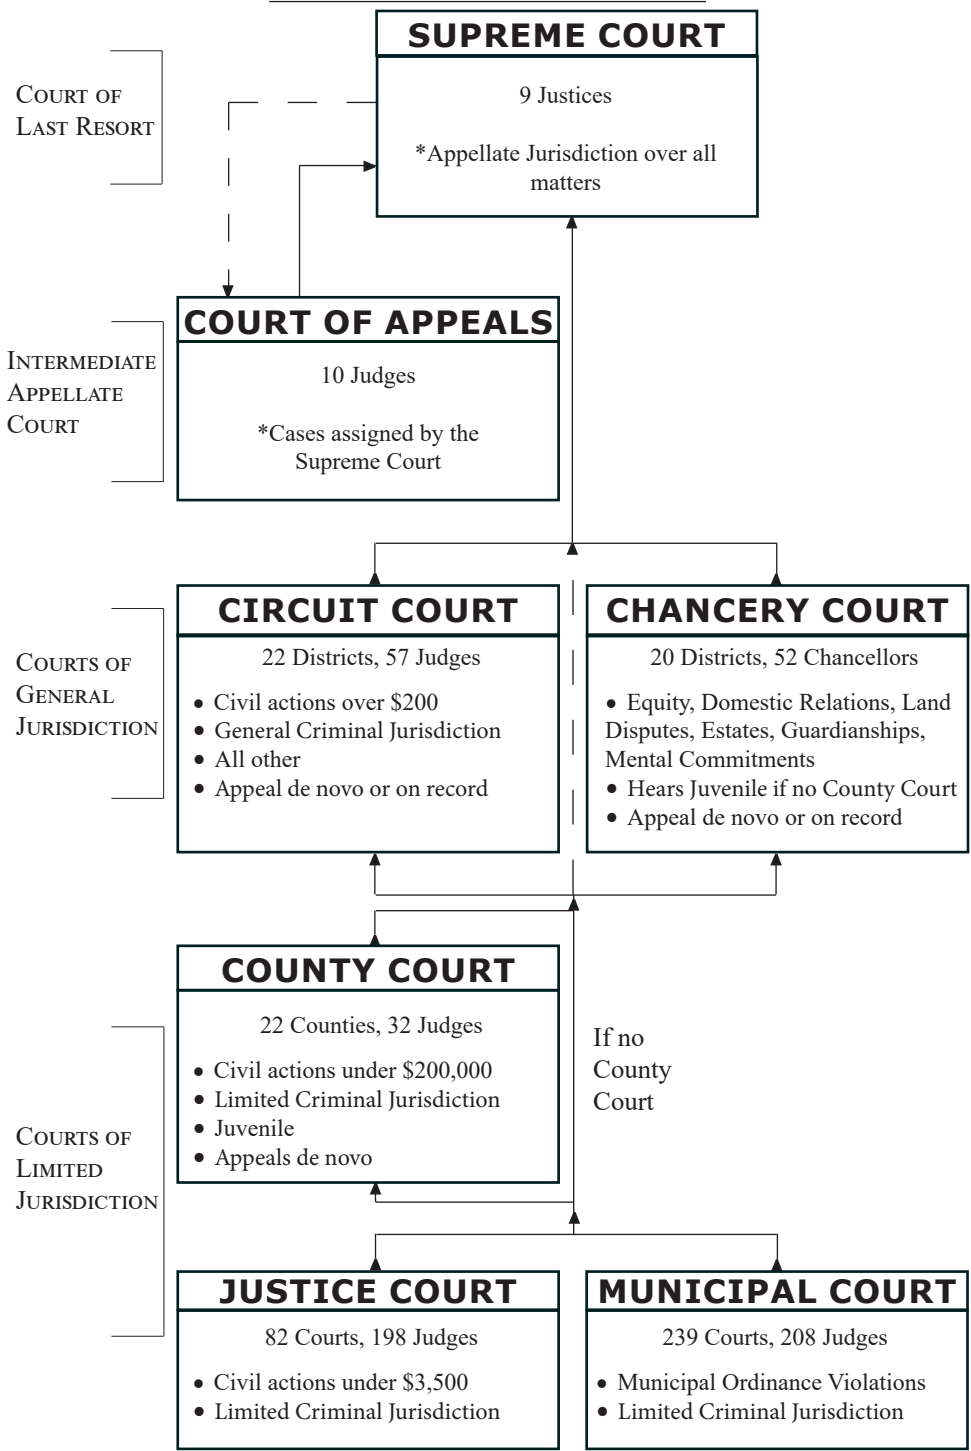 SUPREME COURT
COURT OF
LAST RESORT
9 Justices
*Appellate Jurisdiction over all
matters
COURT OF APPEALS
INTERMEDIATE
APPELLATE
COURT
10 Judges
*Cases assigned by the
Supreme Court
CIRCUIT COURT
COURTS OF
GENERAL
JURISDICTION
22 Districts, 57 Judges
• Civil actions over $200
• General Criminal Jurisdiction
• All other
• Appeal de novo or on record
CHANCERY COURT
20 Districts, 52 Chancellors
• Equity, Domestic Relations, Land
Disputes, Estates, Guardianships,
Mental Commitments
• Hears Juvenile if no County Court
• Appeal de novo or on record
COUNTY COURT
22 Counties, 32 Judges
• Civil actions under $200,000
• Limited Criminal Jurisdiction
• Juvenile
• Appeals de novo
If no
County
Court
COURTS OF
LIMITED
JURISDICTION
JUSTICE COURT
82 Courts, 198 Judges
• Civil actions under $3,500
• Limited Criminal Jurisdiction
MUNICIPAL COURT
239 Courts, 208 Judges
• Municipal Ordinance Violations
• Limited Criminal Jurisdiction